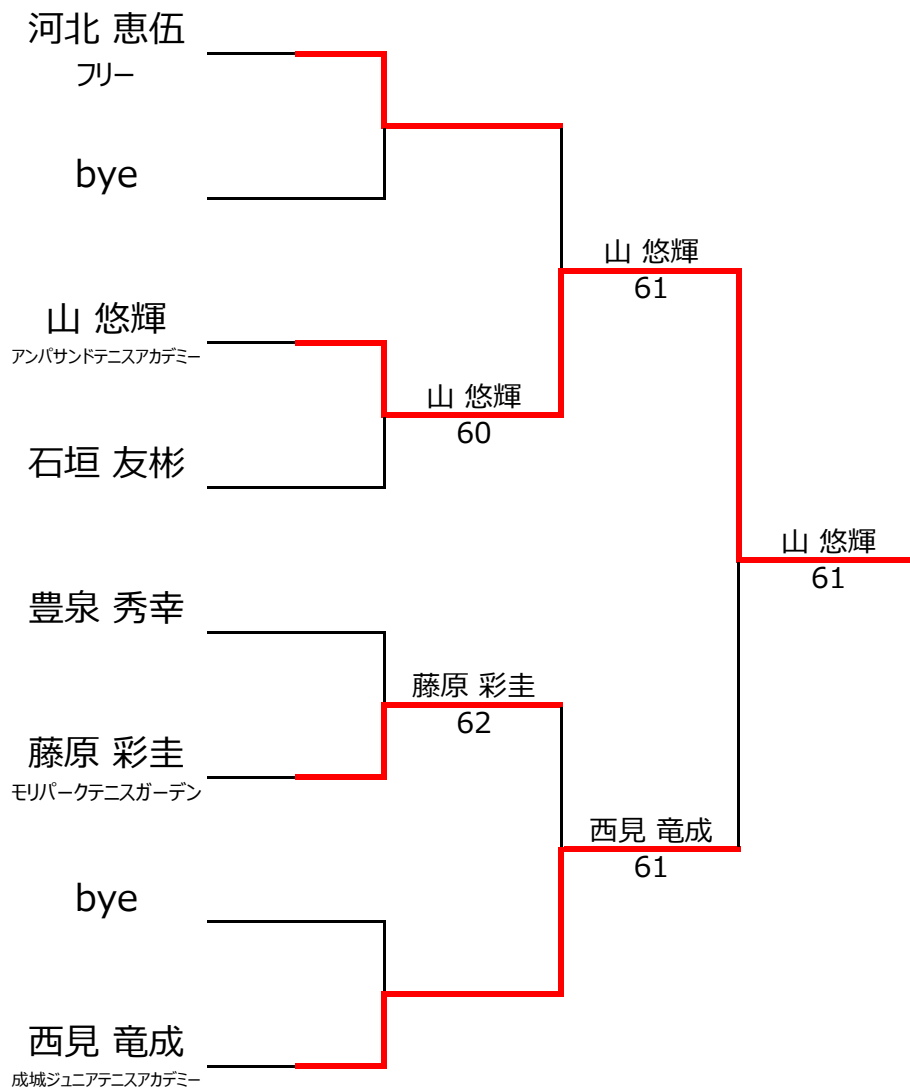 河北 恵伍
フリー
bye
山 悠輝
アンパサンドテニスアカデミー
石垣 友彬
豊泉 秀幸
藤原 彩圭
モリパークテニスガーデン
bye
西見 竜成
成城ジュニアテニスアカデミー
山 悠輝
60
藤原 彩圭
62
山 悠輝
61
西見 竜成
61
山 悠輝
61